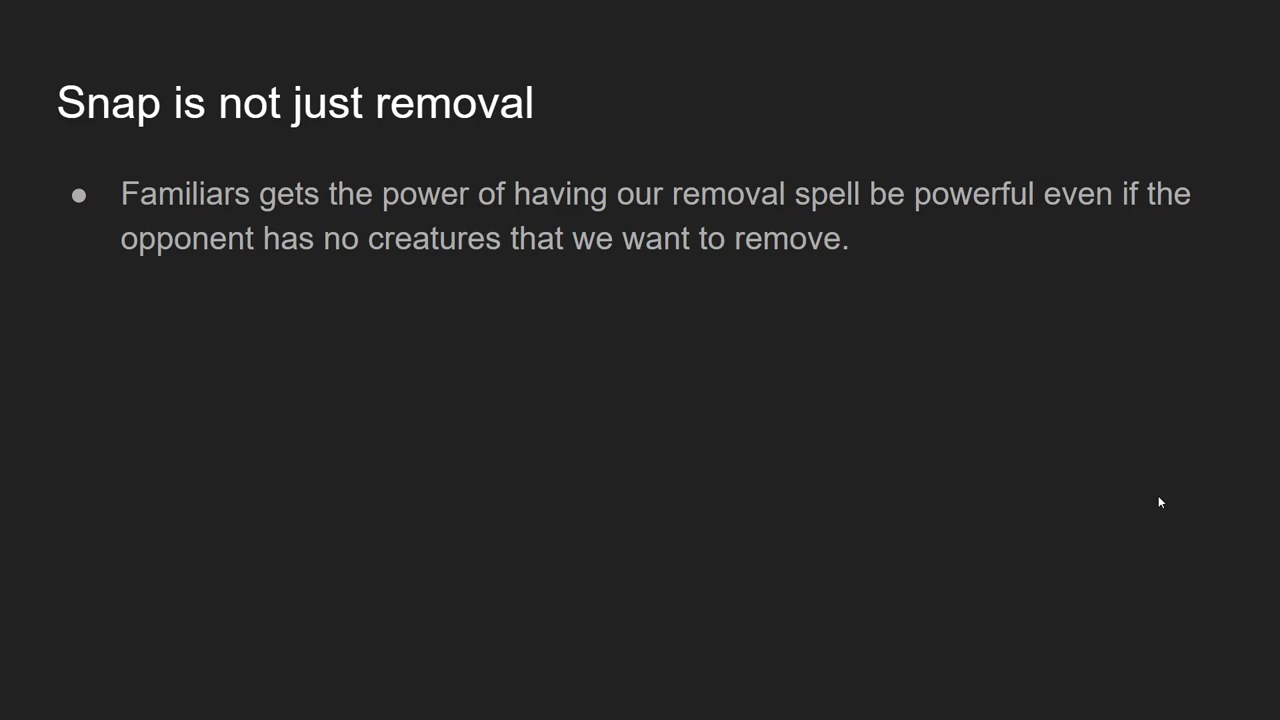 Snap is not just removal
● Familiars gets the power of having our removal spell be powerful even if the
opponent has no creatures that we want to remove.